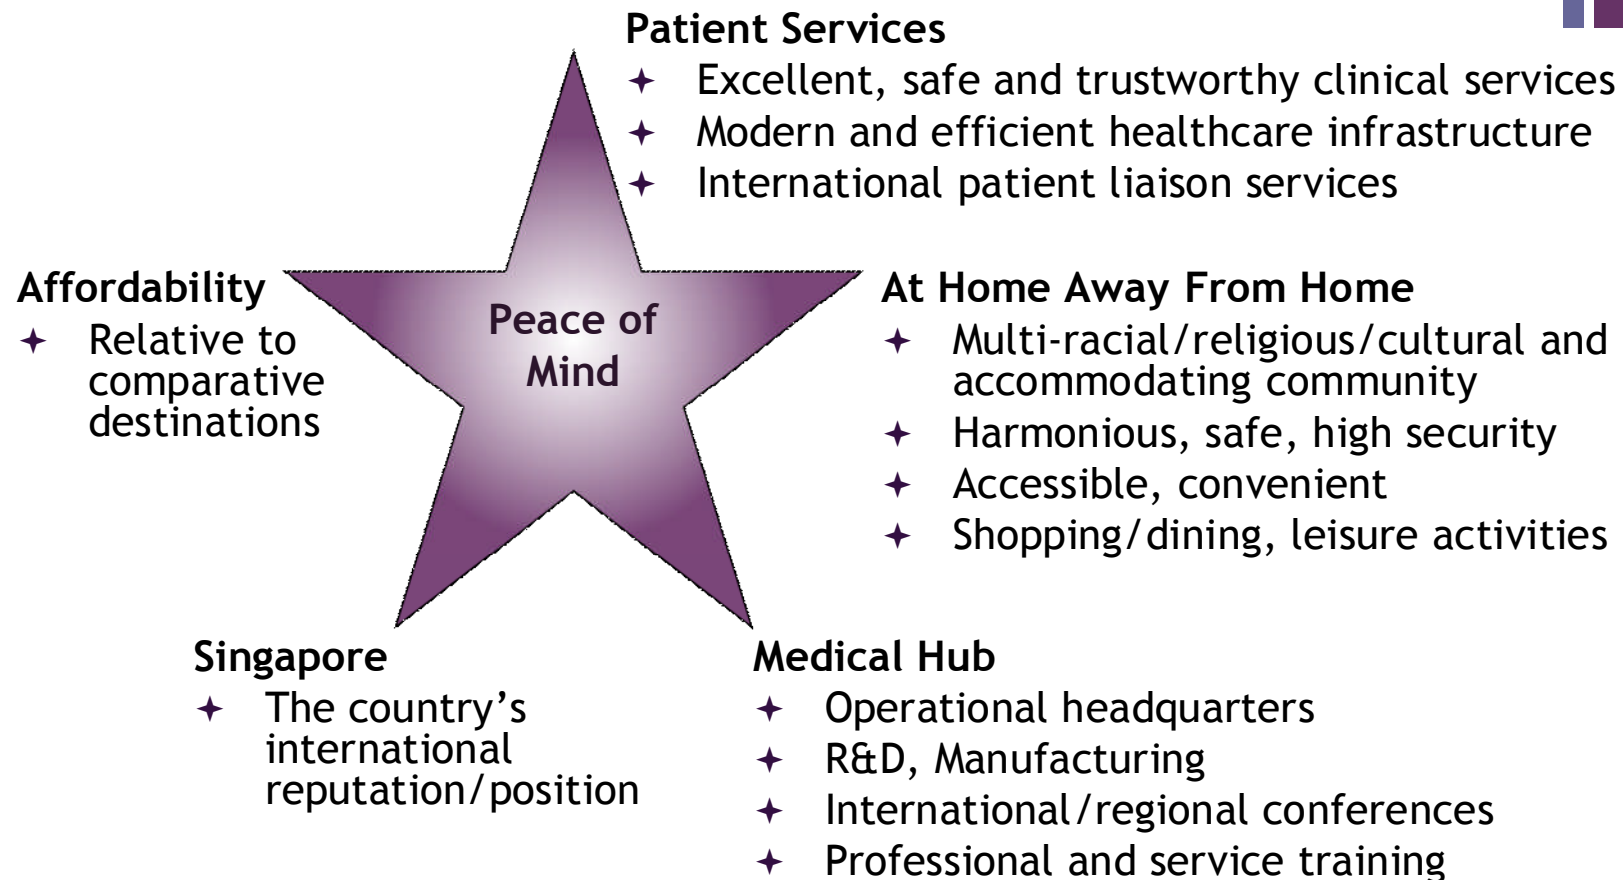 Patient Services
Excellent, safe and trustworthy clinical services
Modern and efficient healthcare infrastructure
International patient liaison services
Affordability
Relative to
comparative
destinations
Peace of
Mind
At Home Away From Home
Multi-racial/religious/cultural and
accommodating community
Harmonious, safe, high security
Accessible, convenient
Shopping/dining, leisure activities
Singapore
The country’s
international
reputation/position
Medical Hub
Operational headquarters
R&D, Manufacturing
International/regional conferences
Professional and service training